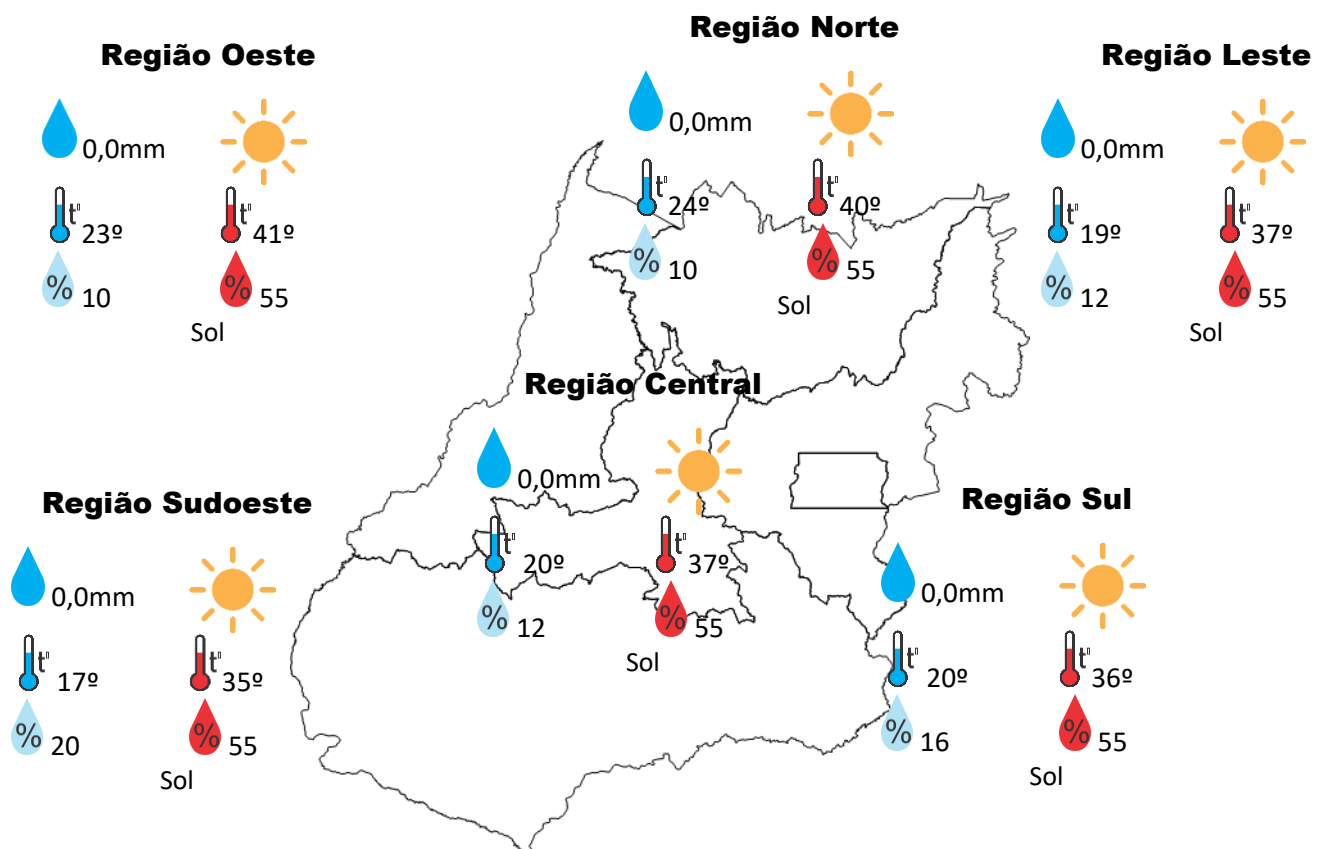 Região Oeste
0,0mm
t°
23º
t°
41º
%
10
%
55
Sol
Região Norte
0,0mm
t°
24º
t°
40º
%
10
%
55
Sol
Região Leste
0,0mm
t°
19º
t°
37º
%
12
%
55
Sol
Região Central
0,0mm
t°
20º
t°
37º
%
12
%
55
Sol
Região Sudoeste
0,0mm
t°
17º
t°
35º
%
20
%
55
Sol
Região Sul
0,0mm
t°
20º
t°
36º
%
16
%
55
Sol